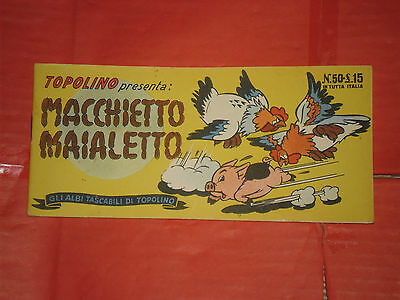 TOPOLINO presenta:
MACCHIETTO
MAIALETTO
N.50-£.15
IN TUTTA ITALIA
GLI ALBI TASCABILI DI TOPOLINO